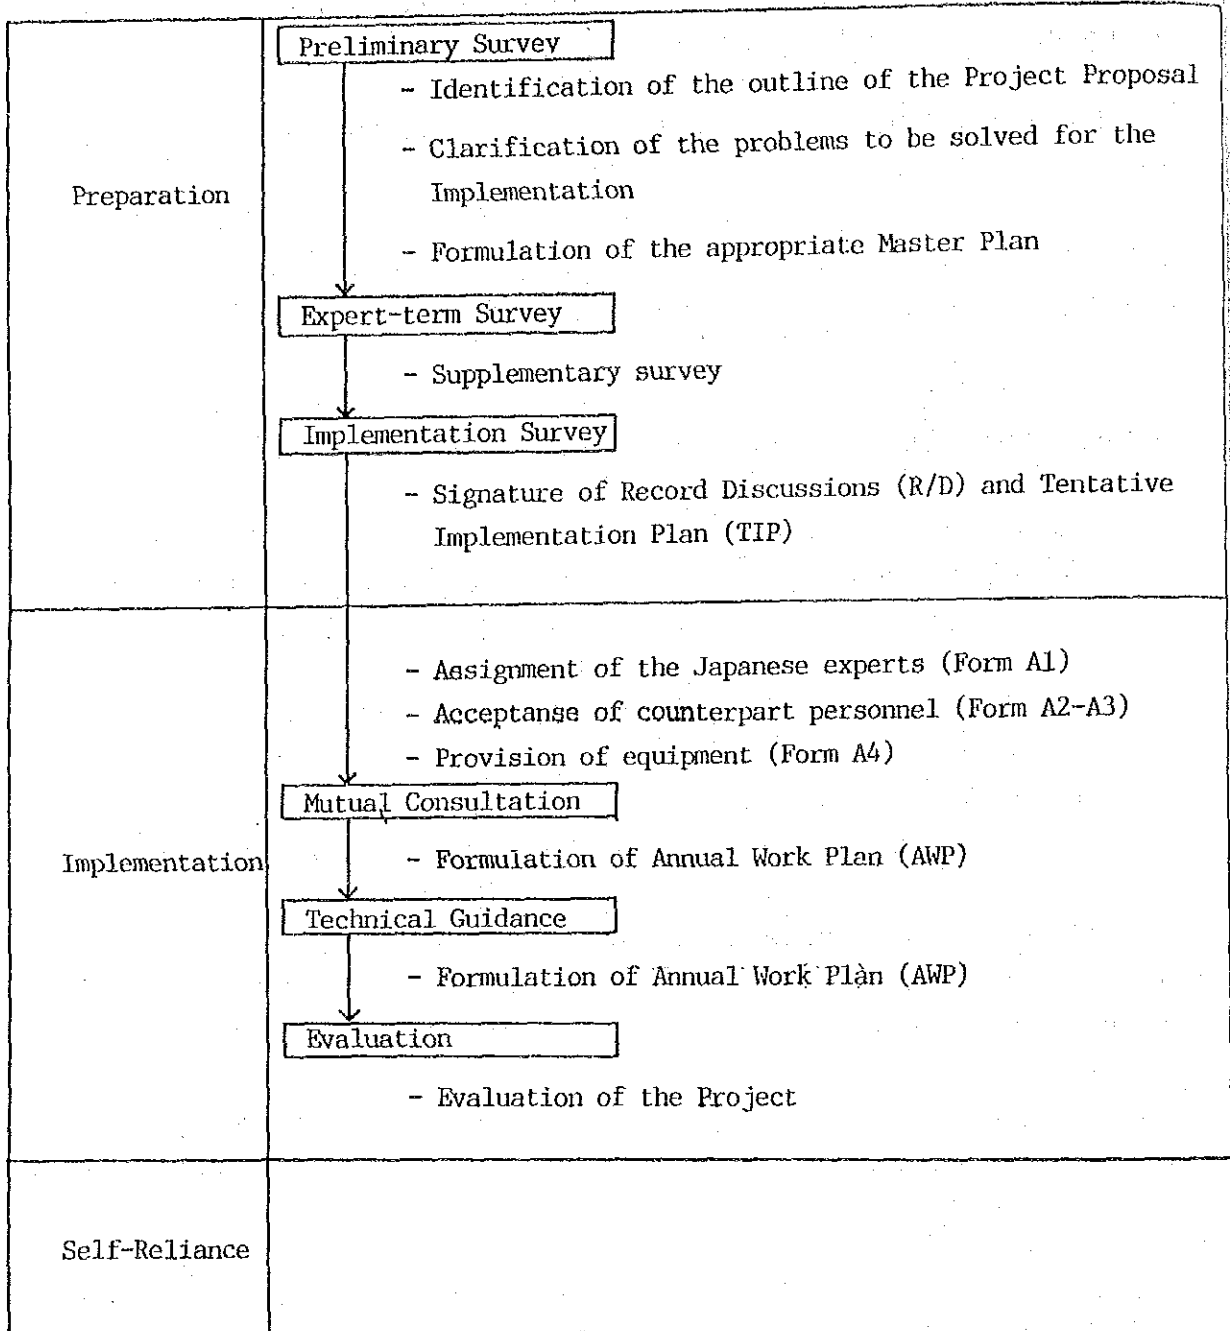 Preliminary Survey
- Identification of the outline of the Project Proposal
- Clarification of the problems to be solved for the
Implementation
Preparation
- Formulation of the appropriate Master Plan
Expert-term Survey
- Supplementary survey
Implementation Survey
- Signature of Record Discussions (R/D) and Tentative
Implementation Plan (TIP)
- Assignment of the Japanese experts (Form A1)
- Acceptanse of counterpart personnel (Form A2-A3)
- Provision of equipment (Form A4)
Mutual Consultation
Implementation
- Formulation of Annual Work Plan (AWP)
Technical Guidance
- Formulation of Annual Work Plan (AWP)
Evaluation
- Evaluation of the Project
Self-Reliance